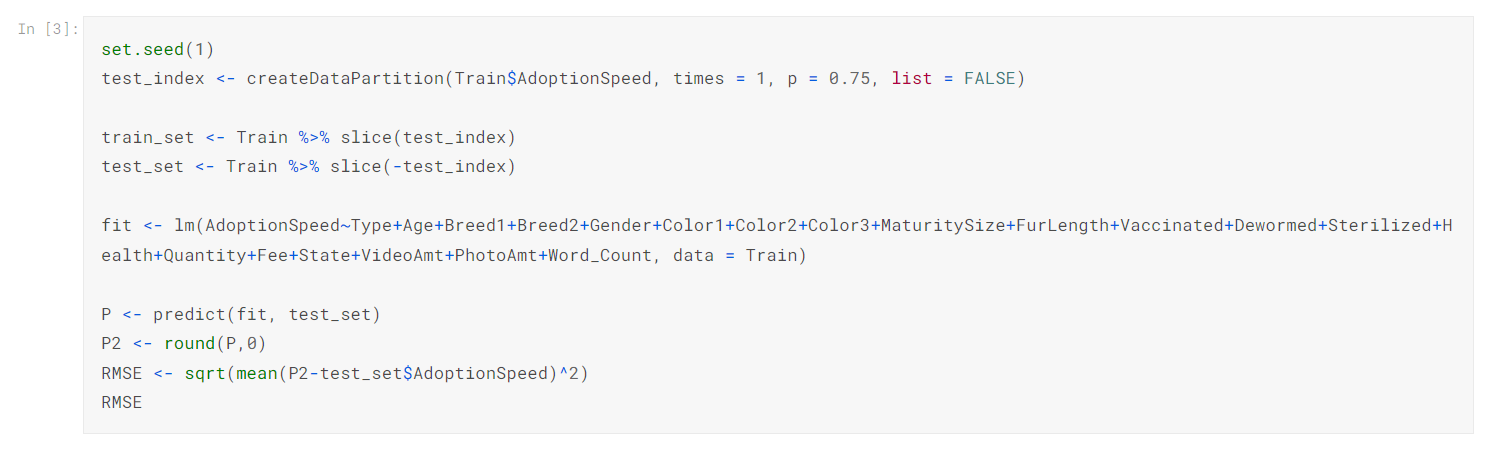 In [3]:
set.seed(1)
test_index <- createDataPartition(Train$AdoptionSpeed, times = 1, p = 0.75, list = FALSE)
train_set <- Train %>% slice(test_index)
test_set <- Train %>% slice(-test_index)
fit <- lm(AdoptionSpeed~Type+Age+Breed1+Breed2+Gender+Color1+Color2+Color3+MaturitySize+FurLength+Vaccinated+Dewormed+Sterilized+H
ealth+Quantity+Fee+State+VideoAmt+PhotoAmt+Word_Count, data = Train)
P <- predict(fit, test_set)
P2 <- round(P,0)
RMSE <- sqrt(mean(P2-test_set$AdoptionSpeed)^2)
RMSE